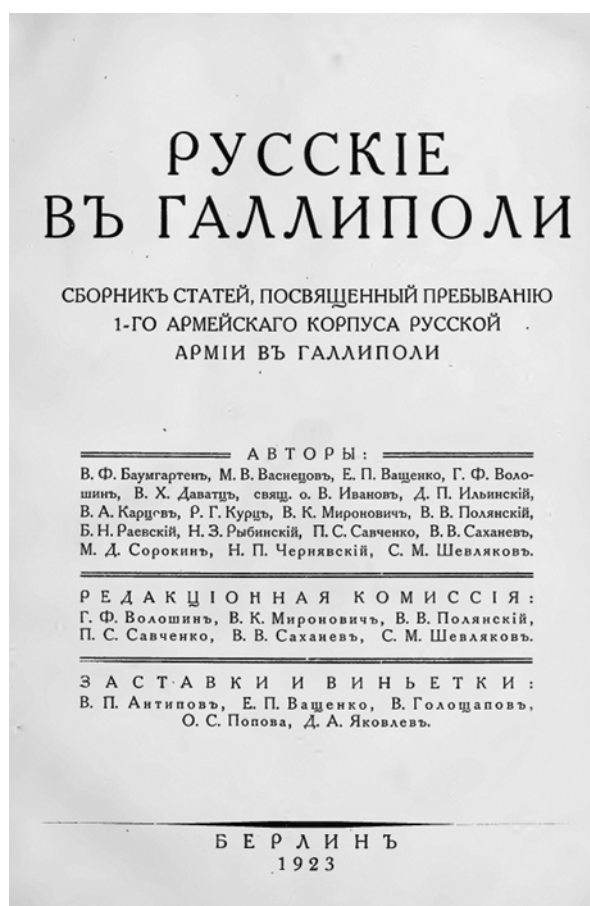 РУССКІЕ
ВЪ ГАЛЛИПОЛИ
СБОРНИКЪ СТАТЕЙ, ПОСВЯЩЕННЫЙ ПРЕБЫВАНІЮ
1-ГО АРМЕЙСКАГО КОРПУСА РУССКОЙ
АРМІИ ВЪ ГАЛЛИПОЛИ
АВТОРЫ:
В. Ф. Баумгартенъ, М. В. Васнецовъ, Е. П. Ващенко, Г. Ф. Воло-
шинъ, В. Х. Даватцъ, свящ. о. В. Ивановъ, Д. П. Ильинскій,
В. А. Карцевъ, Р. Г. Курцъ, В. К. Мироновичъ, В. В. Полянскій,
Б. Н. Раевскій, Н. З. Рыбинскій, П. С. Савченко, В. В. Саханевъ,
М. Д. Сорокинъ, Н. П. Чернявскій, С. М. Шевляковъ.
РЕДАКЦІОННАЯ КОМИССІЯ:
Г. Ф. Волошинъ, В. К. Мироновичъ, В. В. Полянскій,
П. С. Савченко, В. В. Саханевъ, С. М. Шевляковъ.
ЗАСТАВКИ И ВИНЬЕТКИ:
В. П. Антиповъ, Е. П. Ващенко, В. Голощаповъ,
О. С. Попова, Д. А. Яковлевъ.
БЕРЛИНЪ
1923